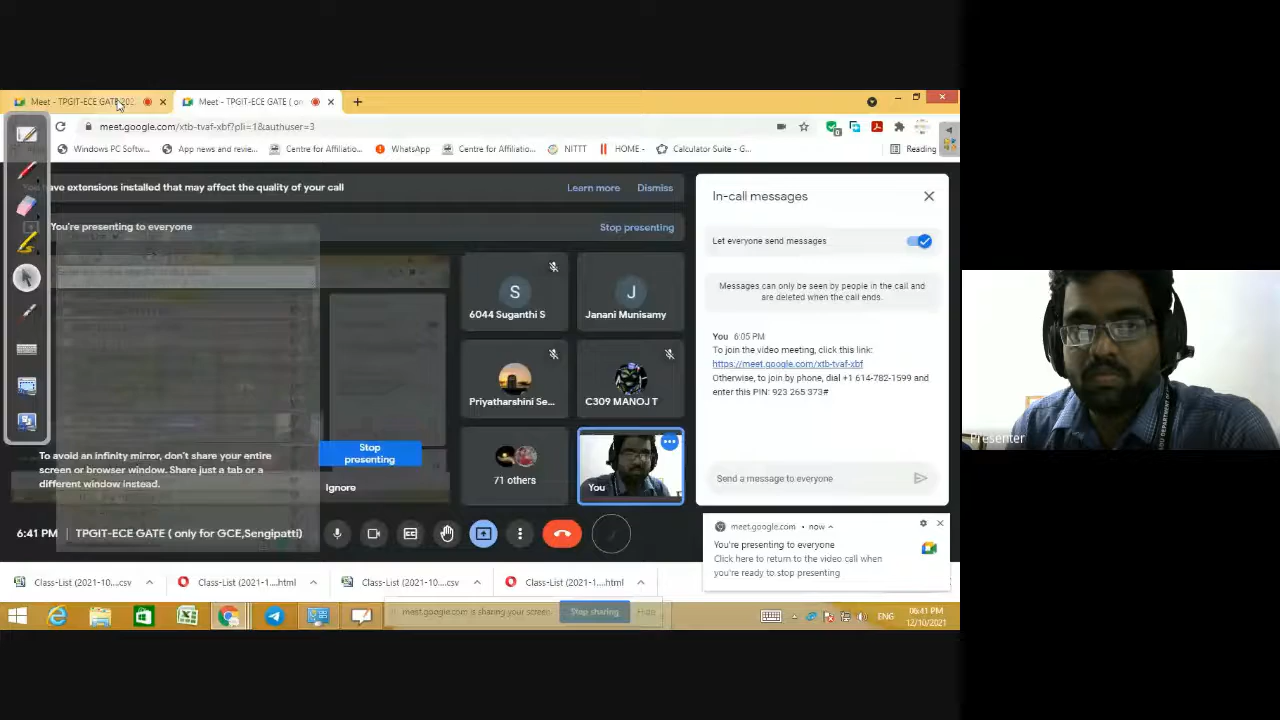 Meet - TPGIT-ECE GATE 202
Meet - TPGIT-ECE GATE ( on
meet.google.com/xtb-tvaf-xbf?pli=1&authuser=3
Windows PC Softw...
App news and revie...
Centre for Affiliatio...
WhatsApp
Centre for Affiliatio...
NITTT
HOME -
Calculator Suite - G...
Reading
have extensions installed that may affect the quality of your call
Learn more
Dismiss
You're presenting to everyone
Stop presenting
S
6044 Suganthi S
J
Janani Munisamy
Priyatharshini Se...
C309 MANOJ T
71 others
You
To avoid an infinity mirror, don't share your entire
screen or browser window. Share just a tab or a
different window instead.
Stop
presenting
Ignore
6:41 PM | TPGIT-ECE GATE ( only for GCE,Sengipatti)
In-call messages
Let everyone send messages
Messages can only be seen by people in the call and
are deleted when the call ends.
You 6:05 PM
To join the video meeting, click this link:
https://meet.google.com/xtb-tvaf-xbf
Otherwise, to join by phone, dial +1 614-782-1599 and
enter this PIN: 923 265 373#
Send a message to everyone
meet.google.com • now
You're presenting to everyone
Click here to return to the video call when
you're ready to stop presenting
Class-List (2021-10....csv
Class-List (2021-1....html
Class-List (2021-10....csv
Class-List (2021-1....html
meet.google.com is sharing your screen.
Stop sharing
Hide
ENG
06:41 PM
12/10/2021
Presenter